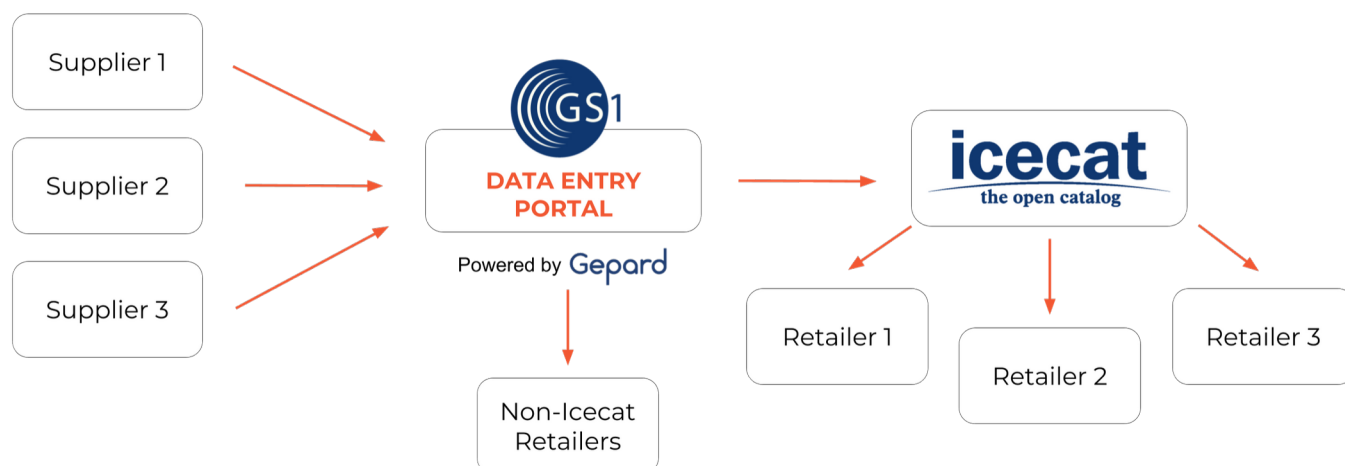 Supplier 1
Supplier 2
Supplier 3
GS1
DATA ENTRY
PORTAL
Powered by Gepard
Non-Icecat
Retailers
icecat
the open catalog
Retailer 1
Retailer 2
Retailer 3